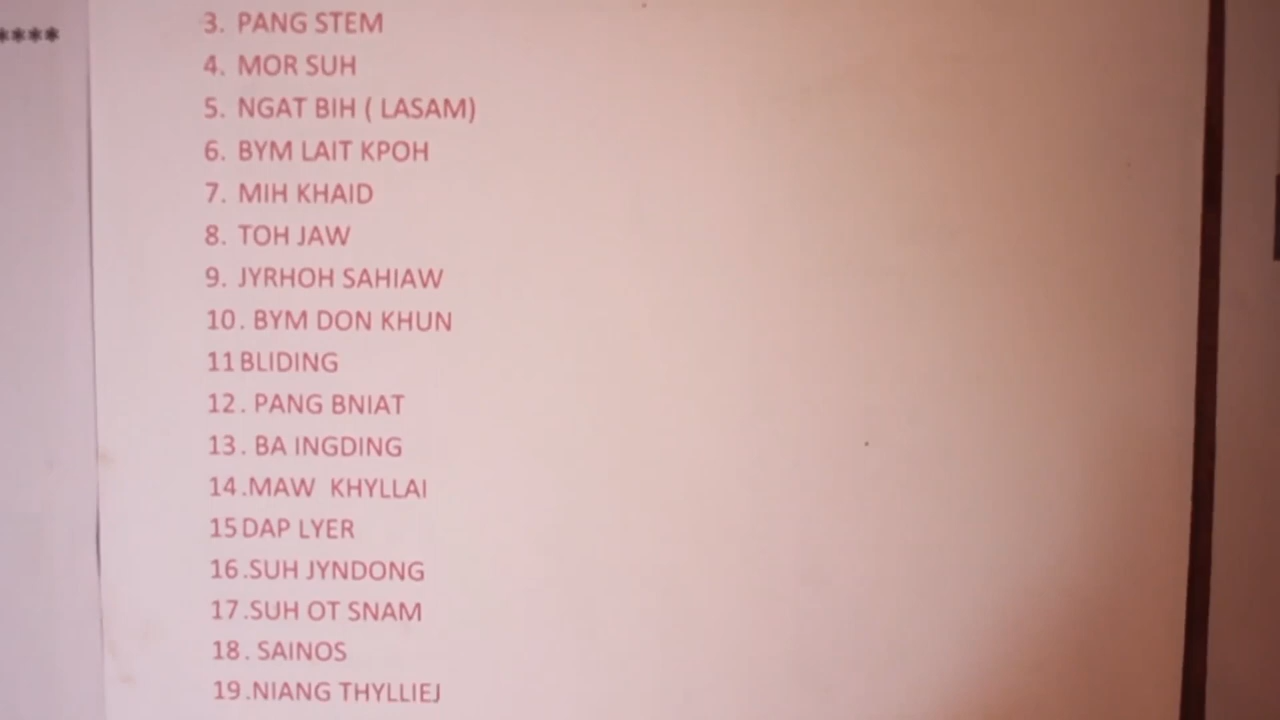 ****
3. PANG STEM
4. MOR SUH
5. NGAT BIH ( LASAM)
6. BYM LAIT KPOH
7. MIH KHAID
8. TOH JAW
9. JYRHOH SAHIAW
10. BYM DON KHUN
11 BLIDING
12. PANG BNIAT
13. BA INGDING
14.MAW KHYLLAI
15 DAP LYER
16.SUH JYNDONG
17.SUH OT SNAM
18. SAINOS
19.NIANG THYLLIEJ